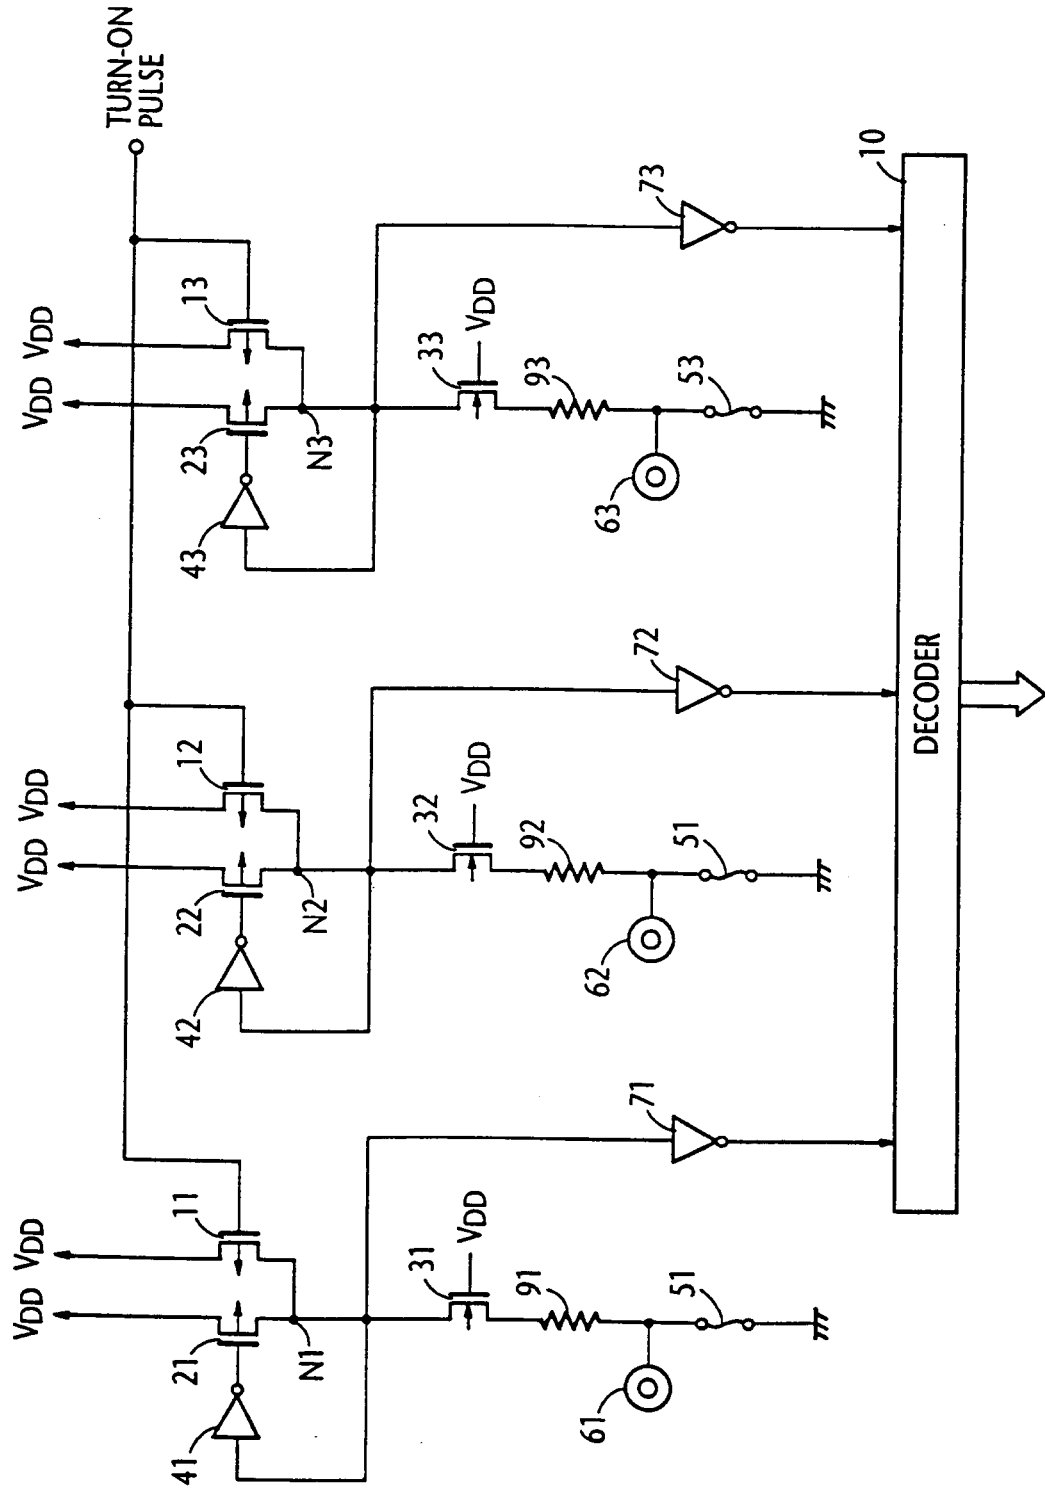 VDD VDD VDD VDD VDD VDD
TURN-ON
PULSE
41 21 11 42 22 12 43 23 13
N1 N2 N3
31 32 33
VDD VDD VDD
91 92 93
61 62 63
71 72 73
51 51 53
10
DECODER